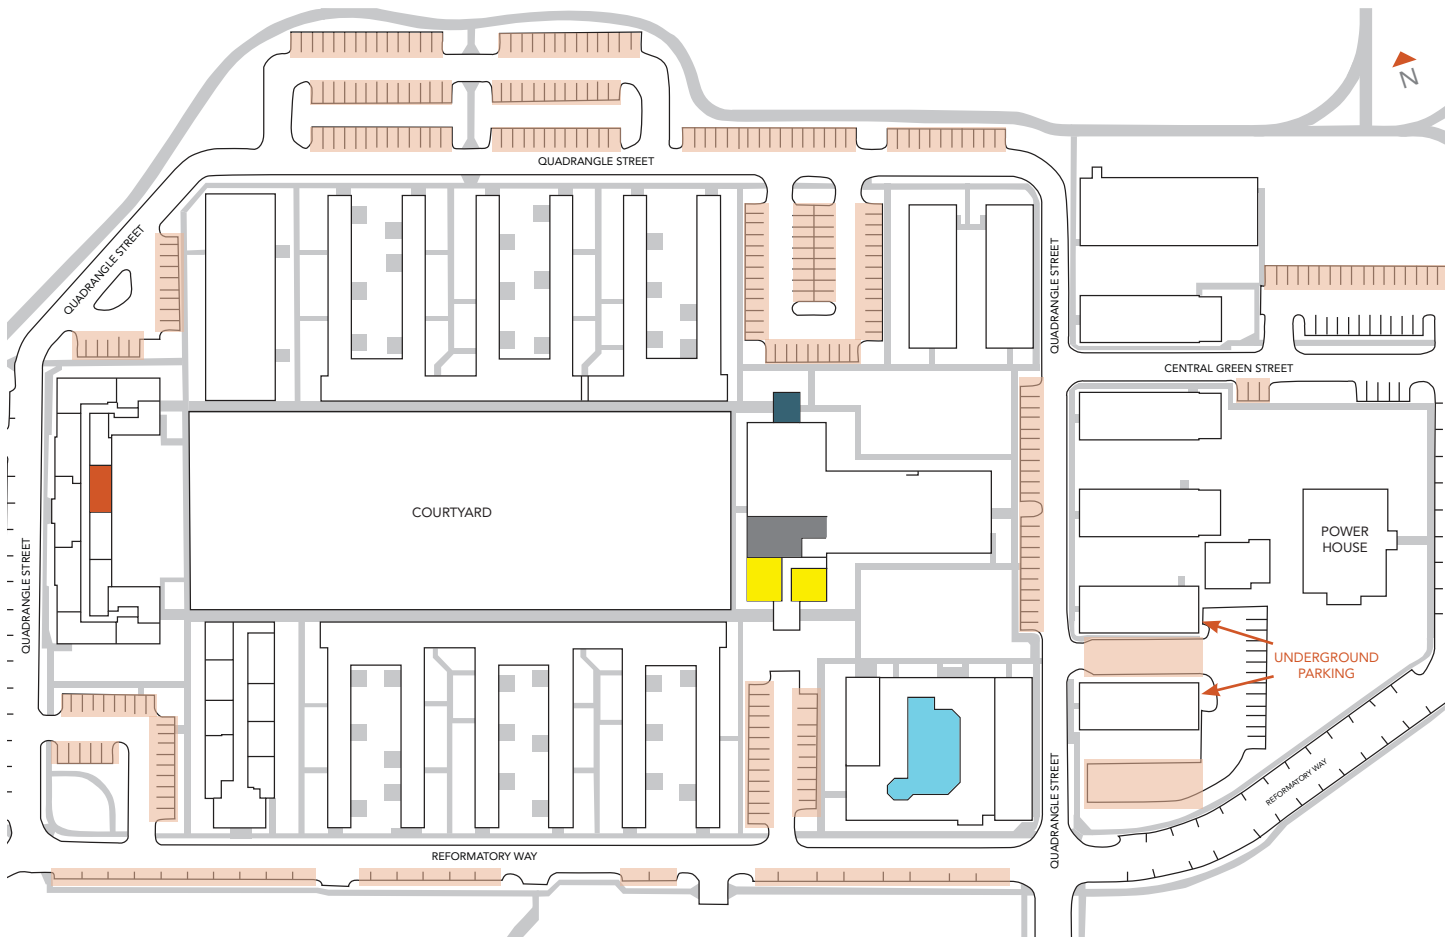 N
QUADRANGLE STREET
QUADRANGLE STREET
QUADRANGLE STREET
CENTRAL GREEN STREET
COURTYARD
POWER
HOUSE
QUADRANGLE STREET
UNDERGROUND
PARKING
REFORMATORY WAY
QUADRANGLE STREET
REFORMATORY WAY